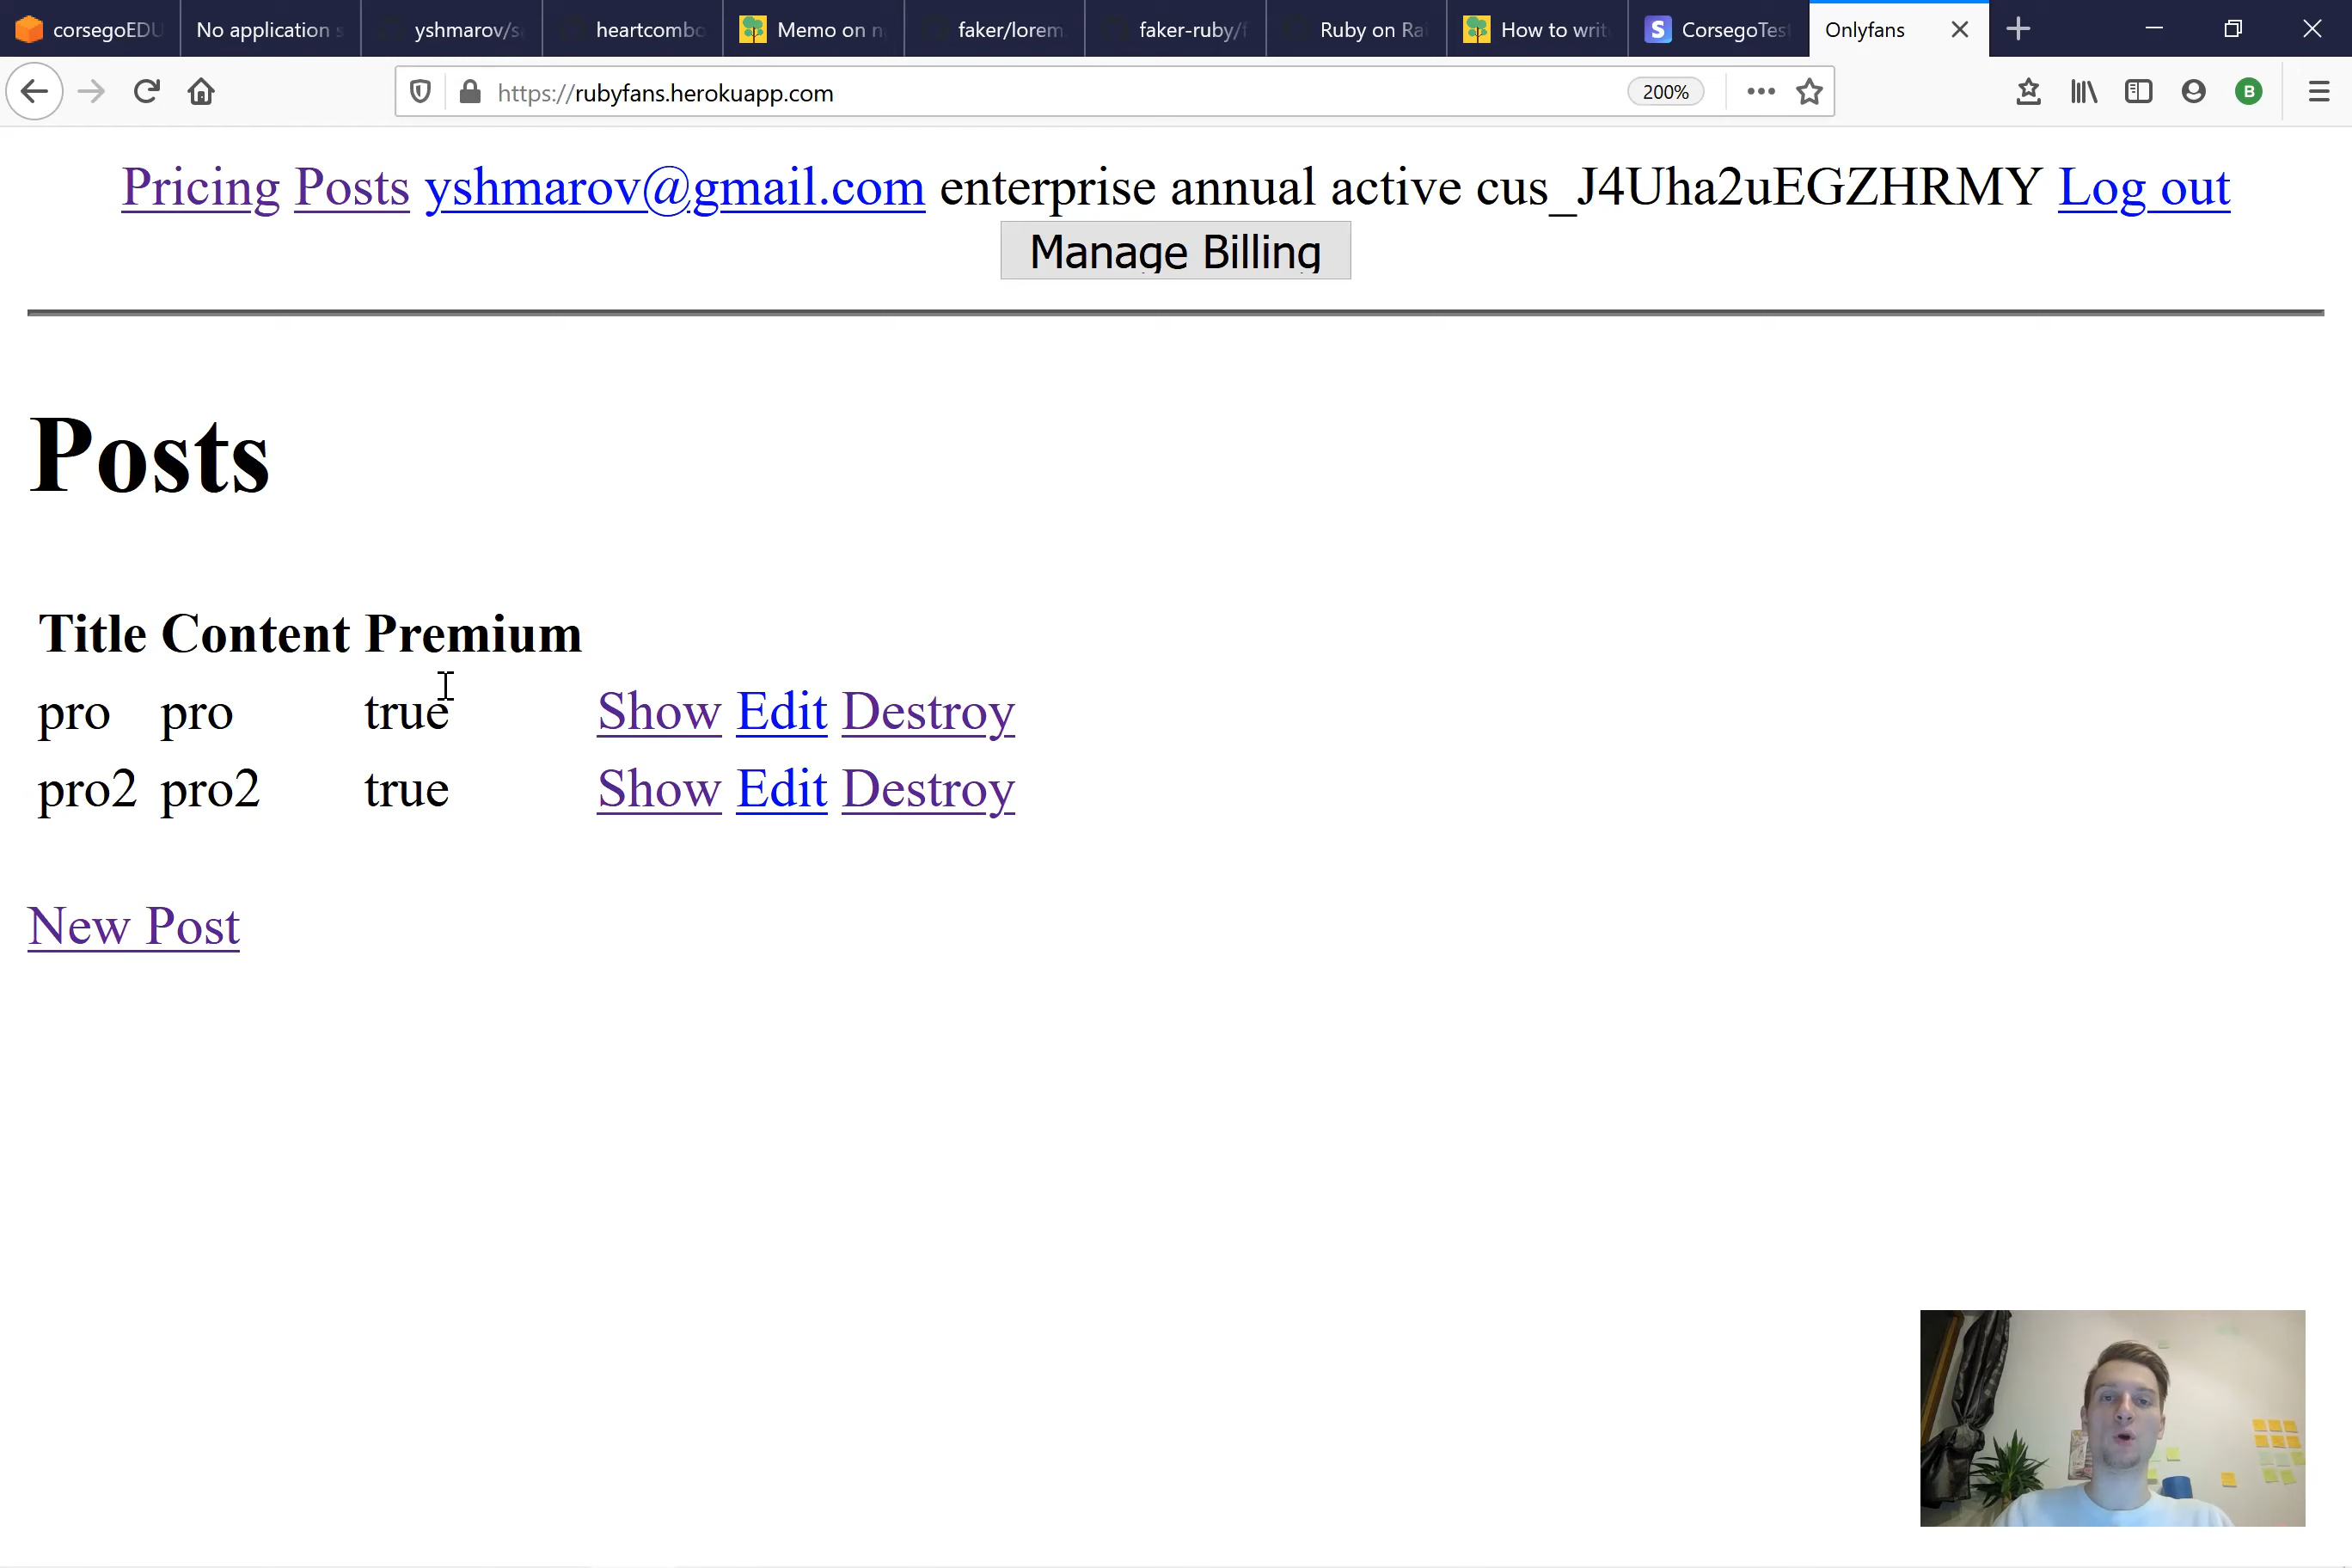 corsegoEDU No application s yshmarov/s heartcombo Memo on n faker/lorem faker-ruby/f Ruby on Rai How to writ S CorsegoTest Onlyfans
https://rubyfans.herokuapp.com 200% B
Pricing Posts yshmarov@gmail.com enterprise annual active cus_J4Uha2uEGZHRMY Log out
Manage Billing
Posts
Title Content Premium
pro pro true Show Edit Destroy
pro2 pro2 true Show Edit Destroy
New Post